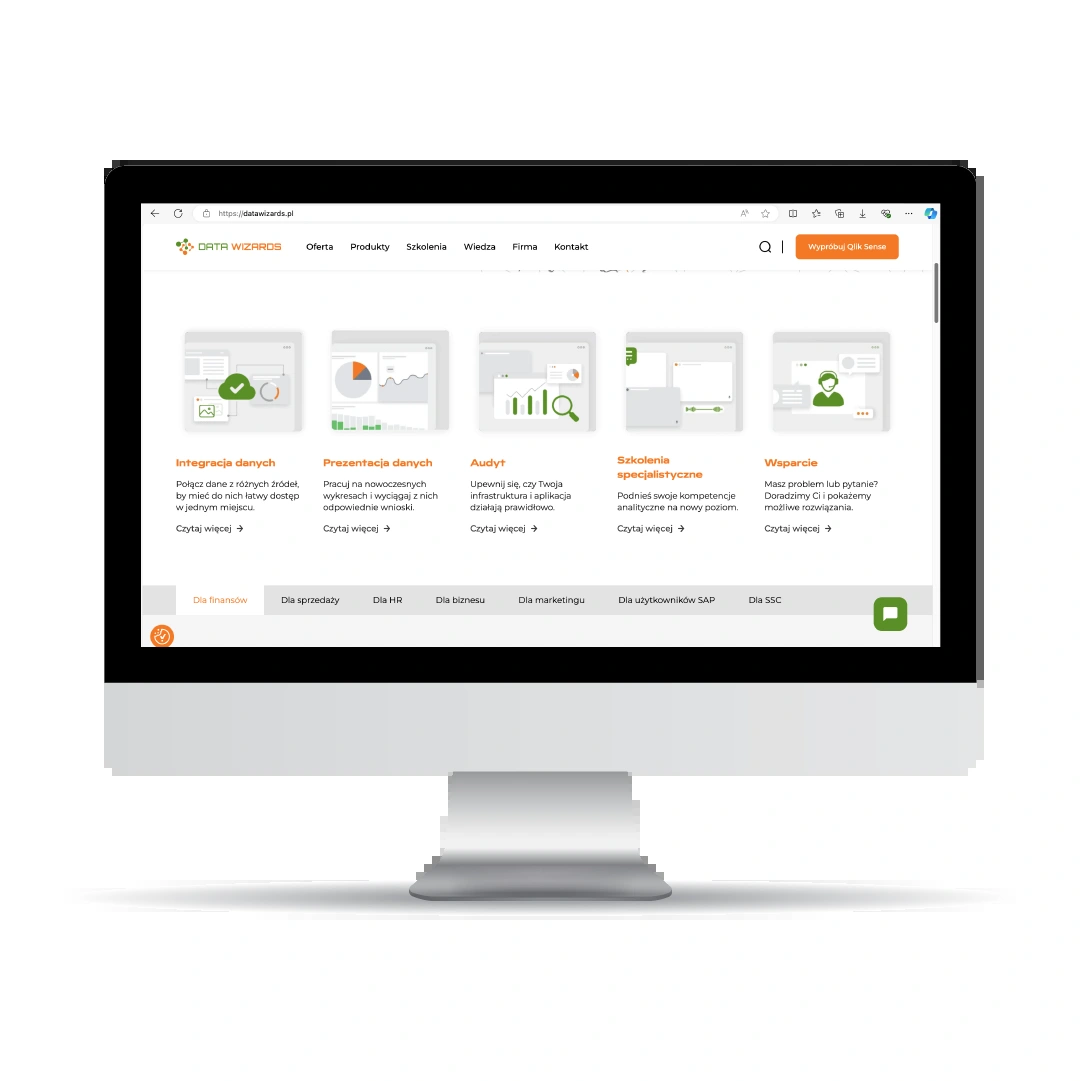 https://datawizards.pl
DATA WIZARDS
Oferta Produkty Szkolenia Wiedza Firma Kontakt
Wypróbuj Qlik Sense
Integracja danych
Połącz dane z różnych źródeł,
by mieć do nich łatwy dostęp
w jednym miejscu.
Czytaj więcej →
Prezentacja danych
Pracuj na nowoczesnych
wykresach i wyciągaj z nich
odpowiednie wnioski.
Czytaj więcej →
Audyt
Upewnij się, czy Twoja
infrastruktura i aplikacja
działają prawidłowo.
Czytaj więcej →
Szkolenia
specjalistyczne
Podnieś swoje kompetencje
analityczne na nowy poziom.
Czytaj więcej →
Wsparcie
Masz problem lub pytanie?
Doradzimy Ci i pokażemy
możliwe rozwiązania.
Czytaj więcej →
Dla finansów Dla sprzedaży Dla HR Dla biznesu Dla marketingu Dla użytkowników SAP Dla SSC